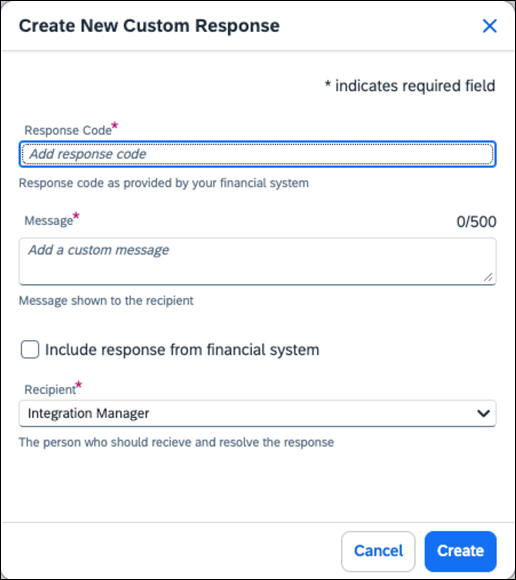 Create New Custom Response
* indicates required field
Response Code*
Add response code
Response code as provided by your financial system
Message*
0/500
Add a custom message
Message shown to the recipient
Include response from financial system
Recipient*
Integration Manager
The person who should recieve and resolve the response
Cancel
Create